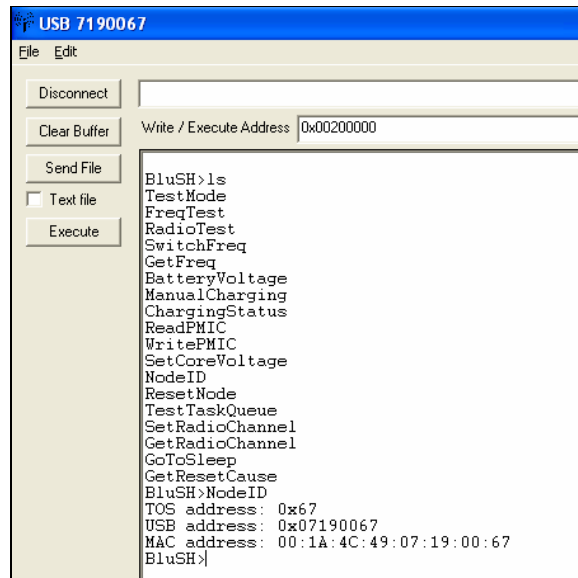 USB 7190067
File Edit
Disconnect
Clear Buffer
Write / Execute Address 0x00200000
Send File
Text file
Execute
BluSH>ls
TestMode
FreqTest
RadioTest
SwitchFreq
GetFreq
BatteryVoltage
ManualCharging
ChargingStatus
ReadPMIC
WritePMIC
SetCoreVoltage
NodeID
ResetNode
TestTaskQueue
SetRadioChannel
GetRadioChannel
GoToSleep
GetResetCause
BluSH>NodeID
TOS address: 0x67
USB address: 0x07190067
MAC address: 00:1A:4C:49:07:19:00:67
BluSH>